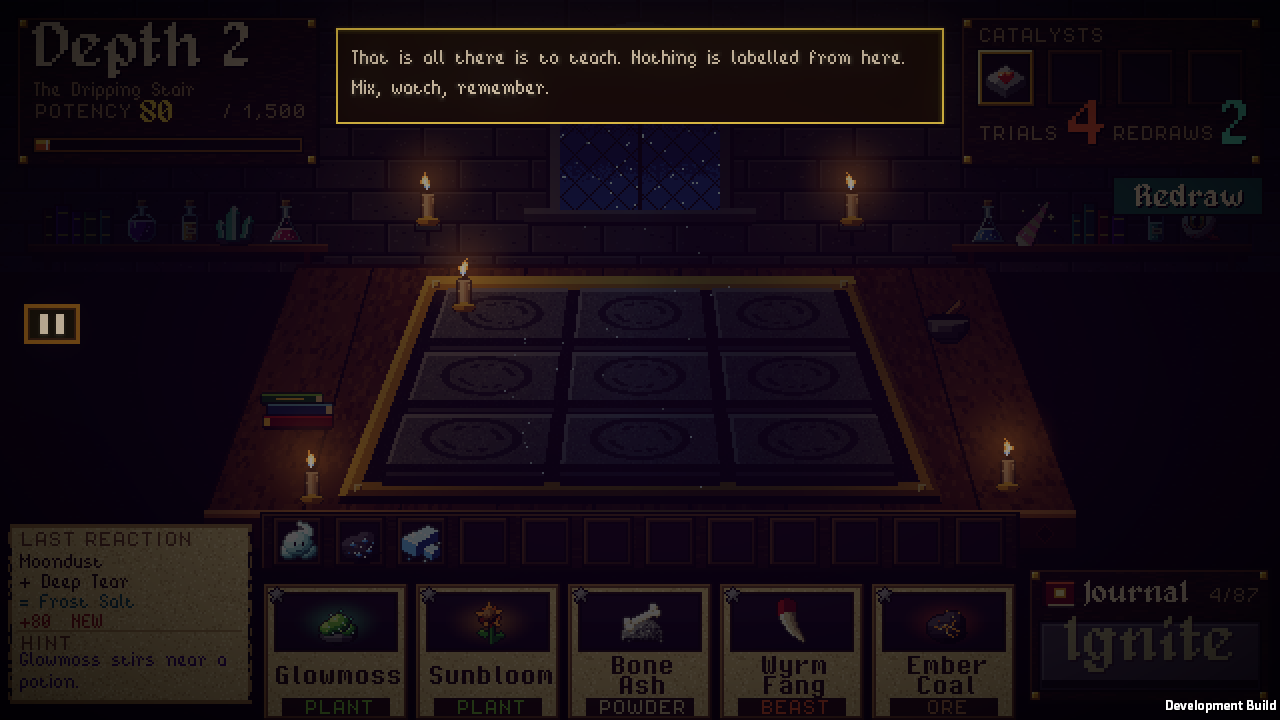 Depth 2
The Dripping Stair
POTENCY 80 / 1,500
That is all there is to teach. Nothing is labelled from here.
Mix, watch, remember.
CATALYSTS
TRIALS 4 REDRAWS 2
Redraw
LAST REACTION
Moondust
+ Deep Tear
= Frost Salt
+80 NEW
HINT
Glowmoss stirs near a
potion.
Glowmoss
PLANT
Sunbloom
PLANT
Bone
Ash
POWDER
Wyrm
Fang
BEAST
Ember
Coal
ORE
Journal 4/87
Ignite
Development Build